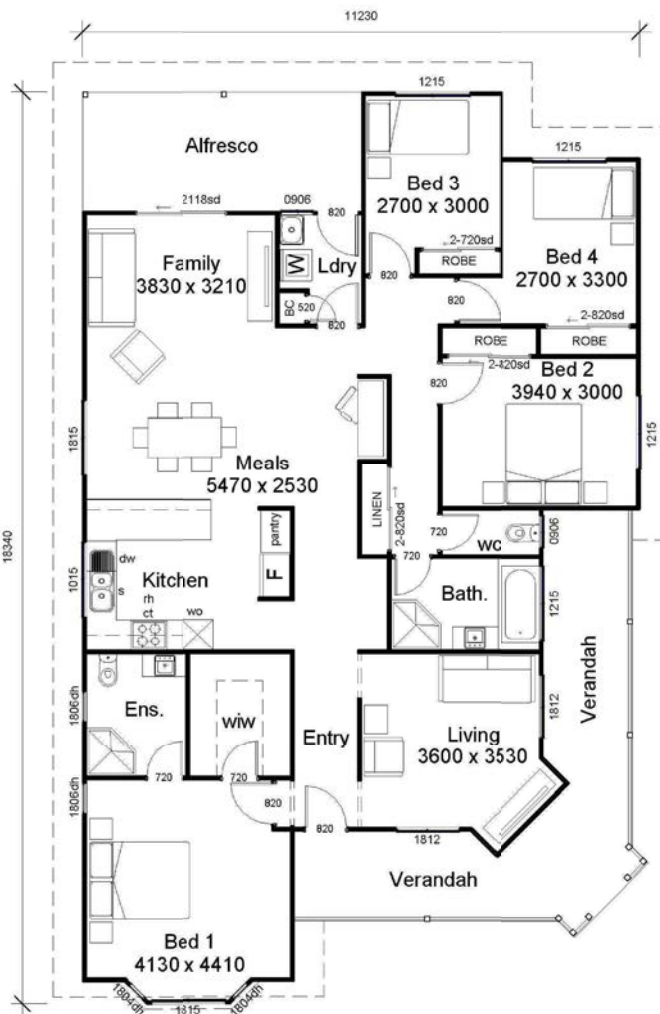 11230
1215
Alfresco
1215
Bed 3
2700 x 3000
2118sd
0906
820
2-720sd
Family
3830 x 3210
W
Ldry
ROBE
Bed 4
2700 x 3300
820
BC
520
820
820
2-820sd
ROBE
ROBE
2-420sd
Bed 2
3940 x 3000
820
1815
1215
Meals
5470 x 2530
LINEN
2-820sd
pantry
720
wc
0906
18340
1015
dw
s
Kitchen
F
720
rh
ct
wo
Bath.
1215
Verandah
1806dh
Ens.
wiw
Entry
Living
3600 x 3530
1812
720
720
1806dh
820
820
1812
Verandah
Bed 1
4130 x 4410
1804dh
1815
1804dh